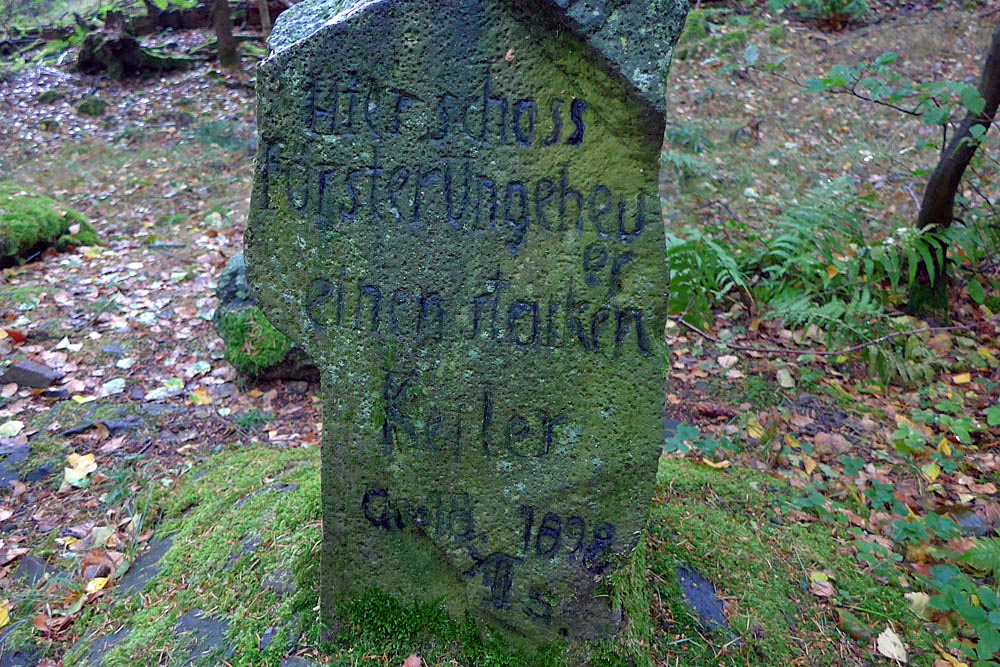 Hier schoss
Förster Ungeheu
er
einen starken
Keiler
1898